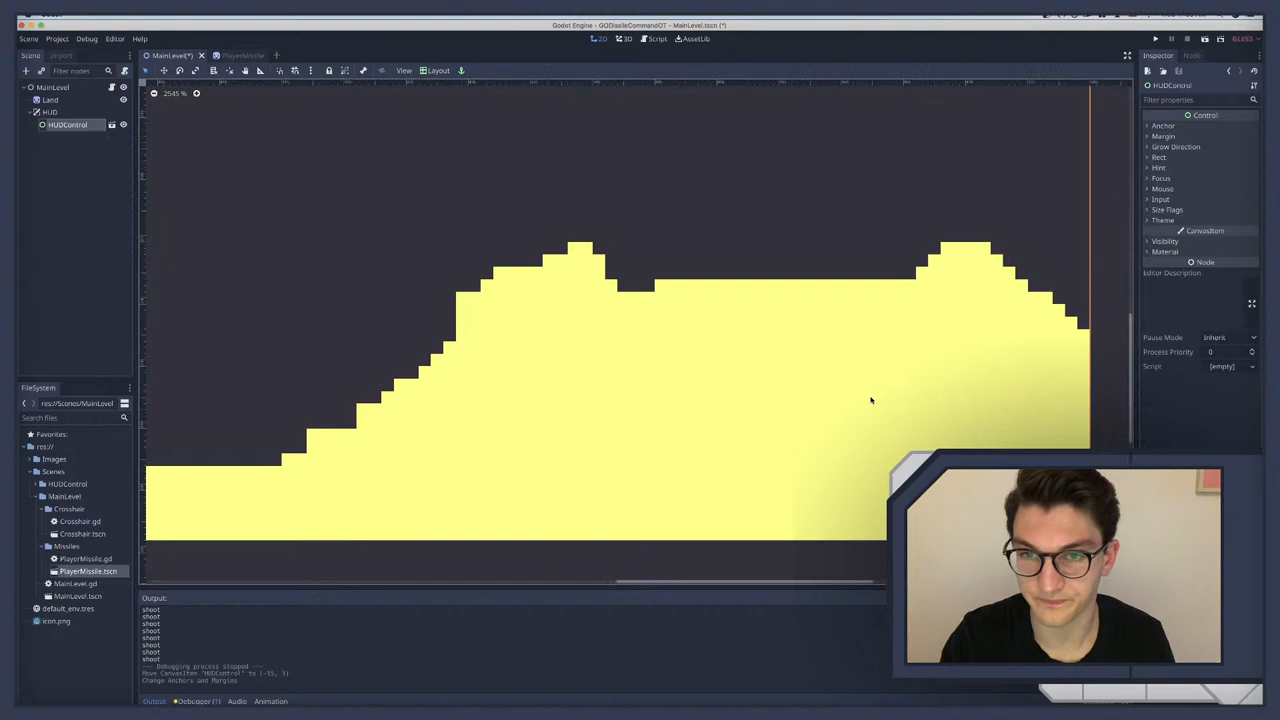 Godot Engine - GODissileCommandOT - MainLevel.tscn (*)
Scene Project Debug Editor Help
2D 3D Script AssetLib
GLES3
Scene Import
MainLevel(*) PlayerMissile
Inspector Node
Filter nodes
View Layout
HUDControl
Filter properties
MainLevel
Land
HUD
HUDControl
2545 %
Control
Anchor
Margin
Grow Direction
Rect
Hint
Focus
Mouse
Input
Size Flags
Theme
CanvasItem
Visibility
Material
Node
Editor Description
Pause Mode Inherit
Process Priority 0
Script [empty]
FileSystem
res://Scenes/MainLevel
Search files
Favorites:
res://
Images
Scenes
HUDControl
MainLevel
Crosshair
Crosshair.gd
Crosshair.tscn
Missiles
PlayerMissile.gd
PlayerMissile.tscn
MainLevel.gd
MainLevel.tscn
default_env.tres
icon.png
Output:
shoot
shoot
shoot
shoot
shoot
shoot
shoot
shoot
--- Debugging process stopped ---
Move CanvasItem "HUDControl" to (-15, 3)
Change Anchors and Margins
Output Debugger (1) Audio Animation